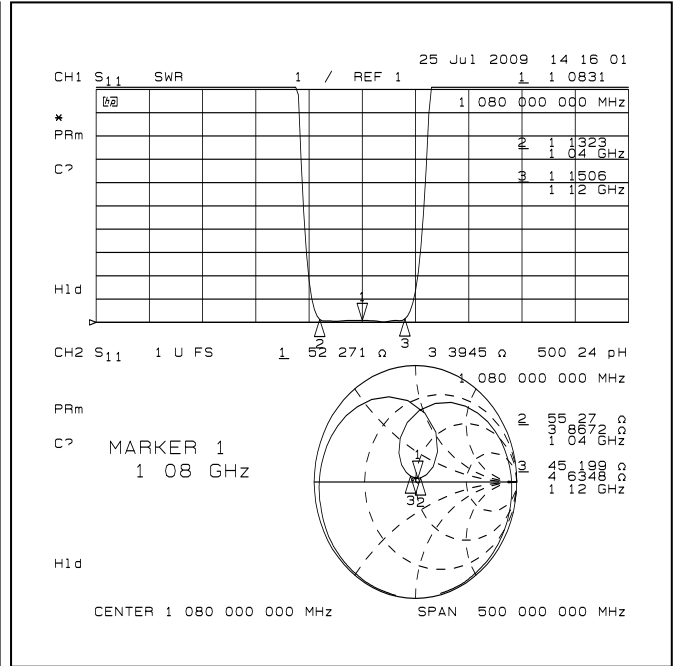 25 Jul 2009 14 16 01
CH1 S11 SWR 1 / REF 1 1 1 0831
hp 1 080 000 000 MHz
*
PRm
2 1 1323
1 04 GHz
C?
3 1 1506
1 12 GHz
Hld
1
2 3
CH2 S11 1 U FS 1 52 271 Ω 3 3945 Ω 500 24 pH
1 080 000 000 MHz
PRm
2 55 27 Ω
3 8672 Ω
1 04 GHz
C?
MARKER 1
1 08 GHz
3 45 199 Ω
4 6348 Ω
1 12 GHz
1
32
Hld
CENTER 1 080 000 000 MHz SPAN 500 000 000 MHz